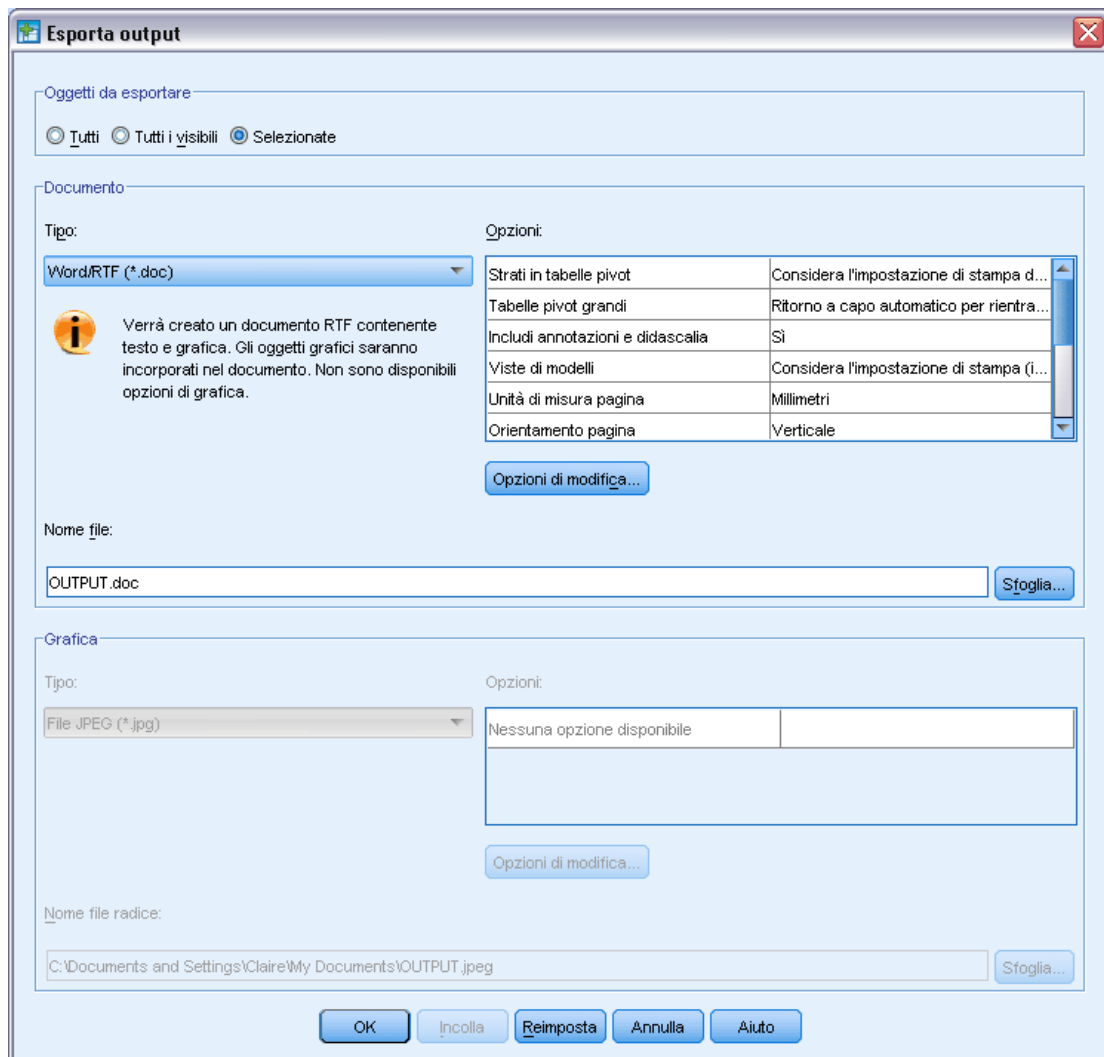 Esporta output
Oggetti da esportare
Tutti Tutti i visibili Selezionate
Documento
Tipo:
Word/RTF (*.doc)
Verrà creato un documento RTF contenente
testo e grafica. Gli oggetti grafici saranno
incorporati nel documento. Non sono disponibili
opzioni di grafica.
Opzioni:
Strati in tabelle pivot Considera l'impostazione di stampa d...
Tabelle pivot grandi Ritorno a capo automatico per rientra...
Includi annotazioni e didascalia Sì
Viste di modelli Considera l'impostazione di stampa (i...
Unità di misura pagina Millimetri
Orientamento pagina Verticale
Opzioni di modifica...
Nome file:
OUTPUT.doc Sfoglia...
Grafica
Tipo:
File JPEG (*.jpg)
Opzioni:
Nessuna opzione disponibile
Opzioni di modifica...
Nome file radice:
C:\Documents and Settings\Claire\My Documents\OUTPUT.jpeg Sfoglia...
OK Incolla Reimposta Annulla Aiuto